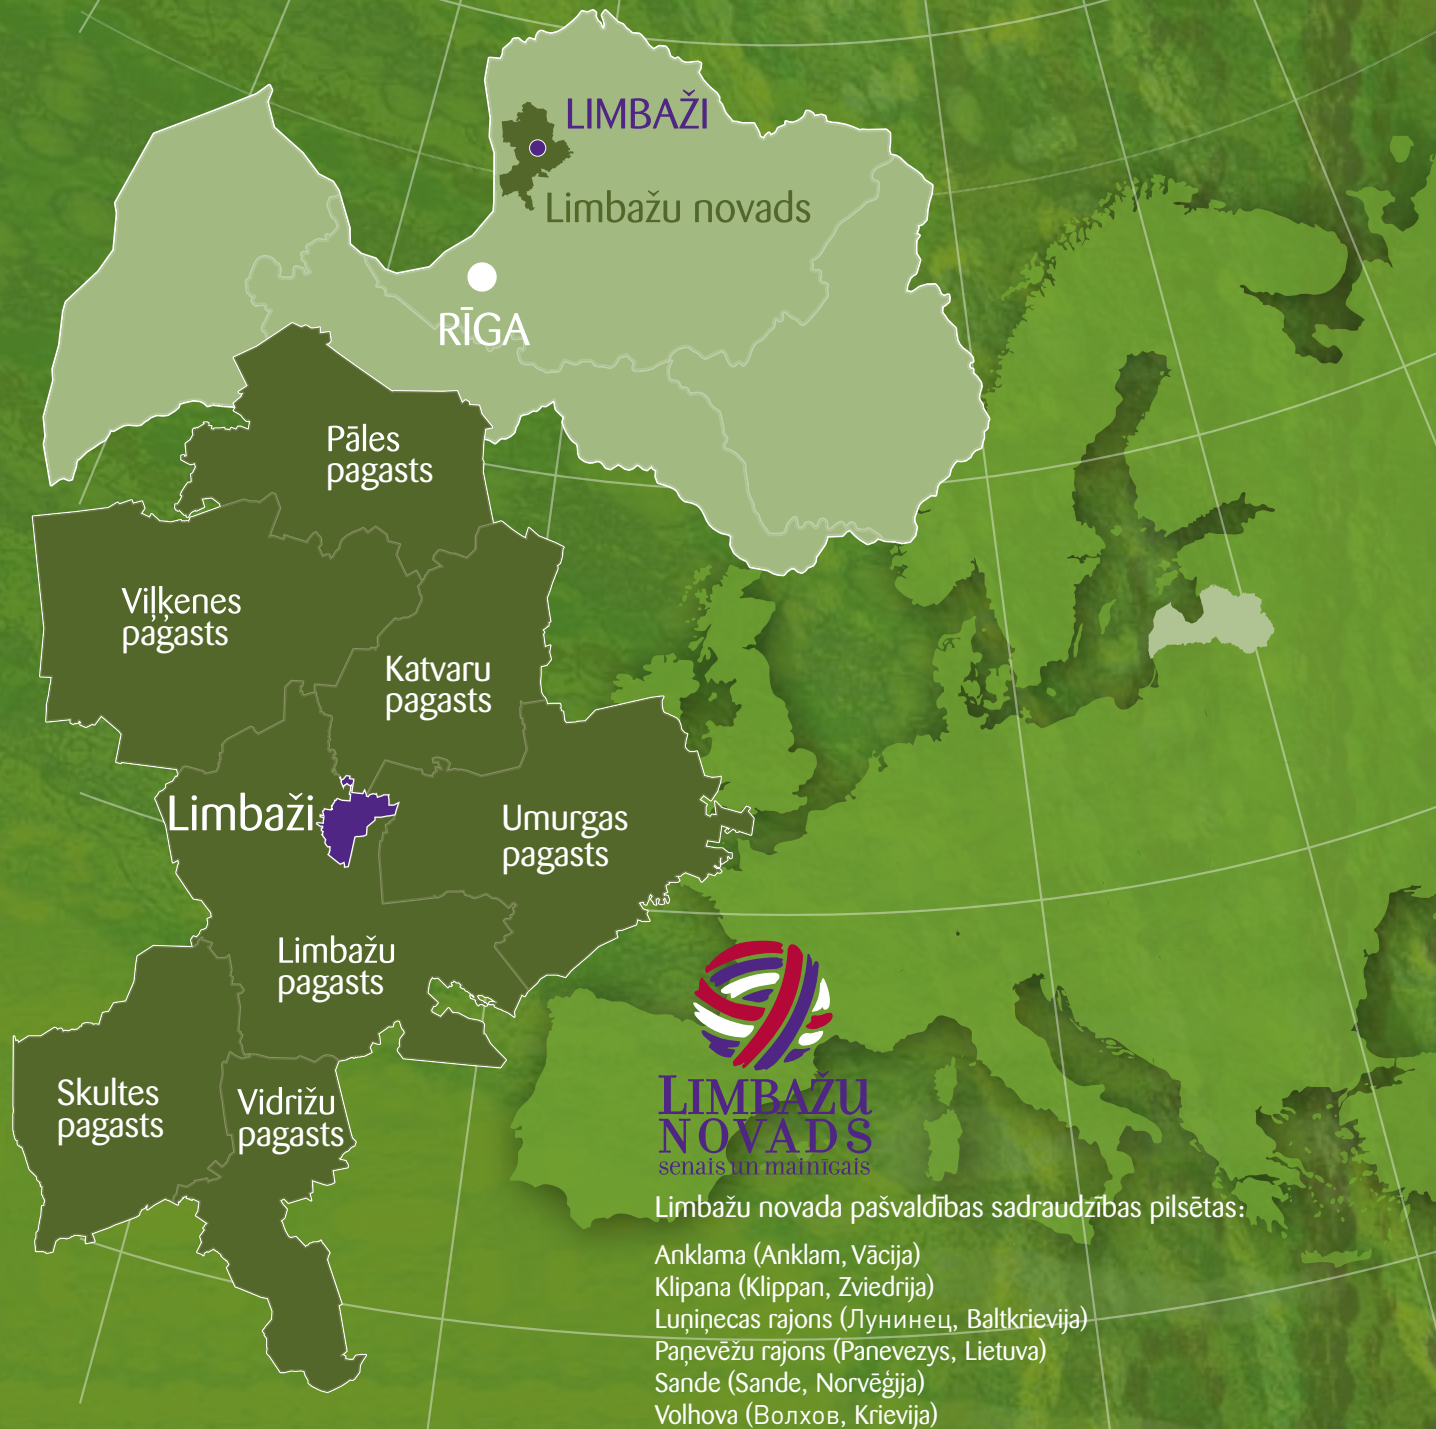 LIMBAŽI
Limbažu novads
RĪGA
Pāles
pagasts
Viļķenes
pagasts
Katvaru
pagasts
Limbaži
Umurgas
pagasts
Limbažu
pagasts
Skultes
pagasts
Vidrižu
pagasts
LIMBAŽU
NOVADS
senais un mainīgais
Limbažu novada pašvaldības sadraudzības pilsētas:
Anklama (Anklam, Vācija)
Klipana (Klippan, Zviedrija)
Luņiņecas rajons (Лунинец, Baltkrievija)
Paņevēžu rajons (Panevezys, Lietuva)
Sande (Sande, Norvēģija)
Volhova (Волхов, Krievija)